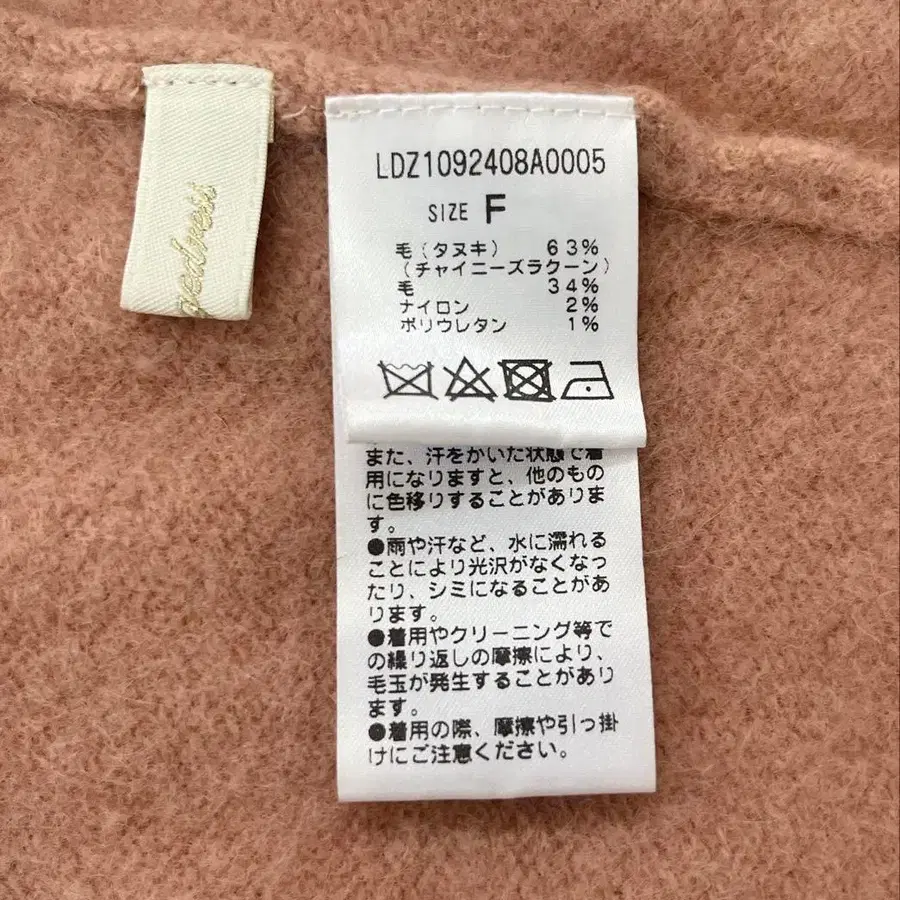 LDZ1092408A0005
SIZE F
毛(タヌキ) 63%
(チャイニーズラクーン)
毛 34%
ナイロン 2%
ポリウレタン 1%
また、汗をかいた状態で着
用になりますと、他のもの
に色移りすることがありま
す。
●雨や汗など、水に濡れる
ことにより光沢がなくなっ
たり、シミになることがあ
ります。
●着用やクリーニング等で
の繰り返しの摩擦により、
毛玉が発生することがあり
ます。
●着用の際、摩擦や引っ掛
けにご注意ください。